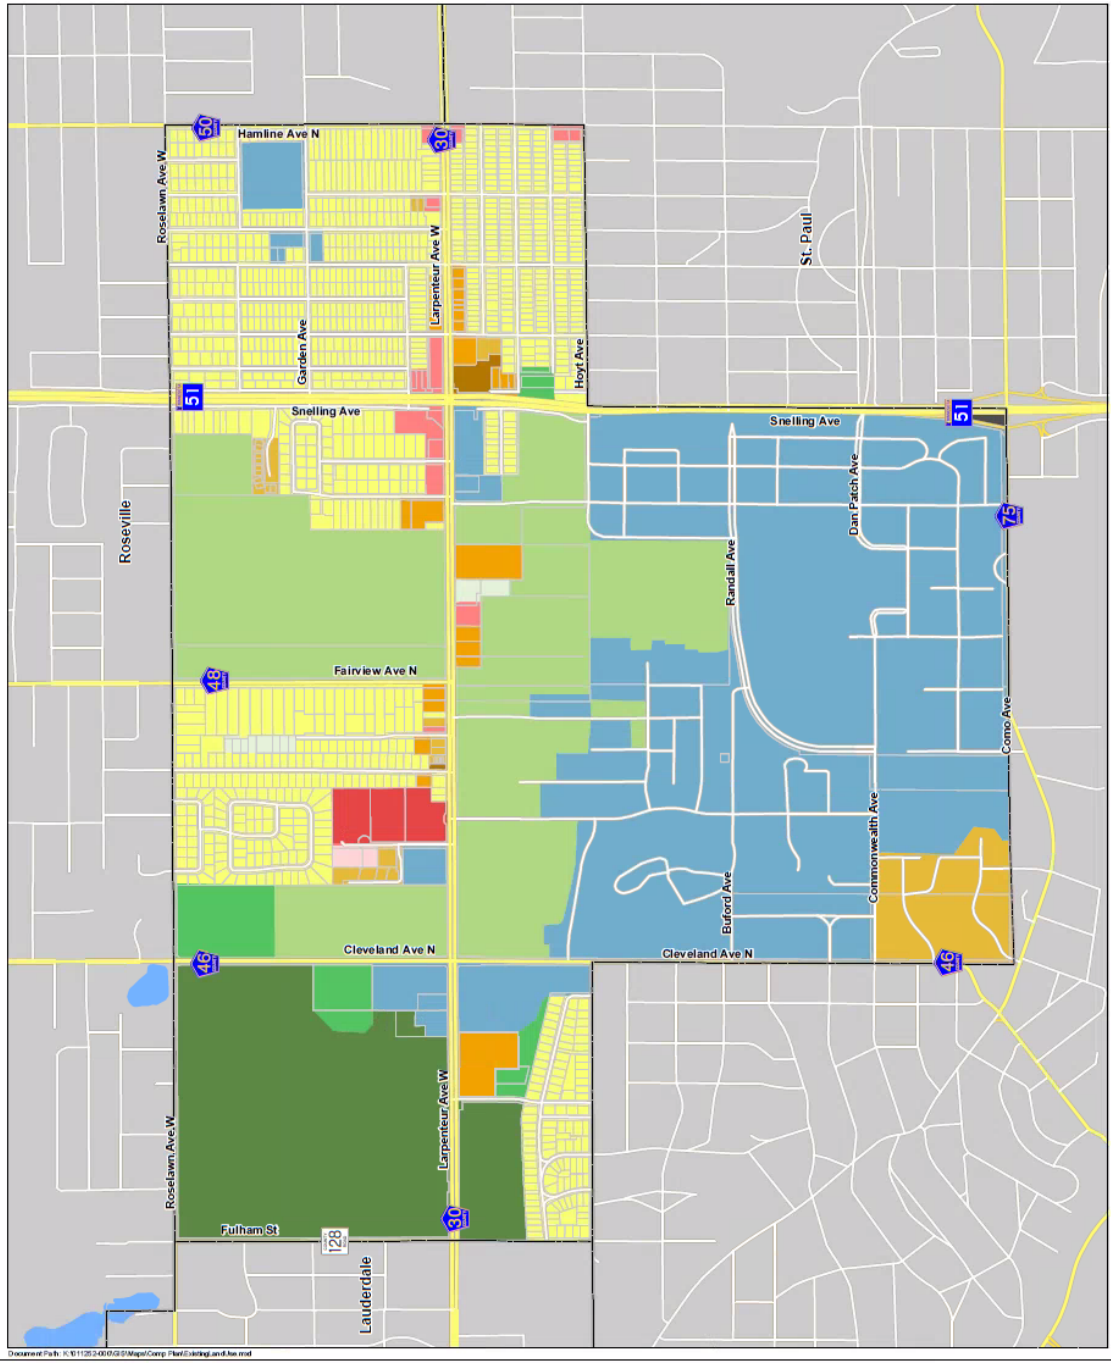 50
Hamline Ave N
30
Roselawn Ave W
St. Paul
Larpenteur Ave W
Garden Ave
Hoyt Ave
51
Snelling Ave
51
Snelling Ave
Dan Patch Ave
Roseville
75
Randall Ave
48
Fairview Ave N
Como Ave
Commonwealth Ave
Buford Ave
46
Cleveland Ave N
Cleveland Ave N
46
Larpenteur Ave W
Roselawn Ave W
30
Fulham St
128
Lauderdale